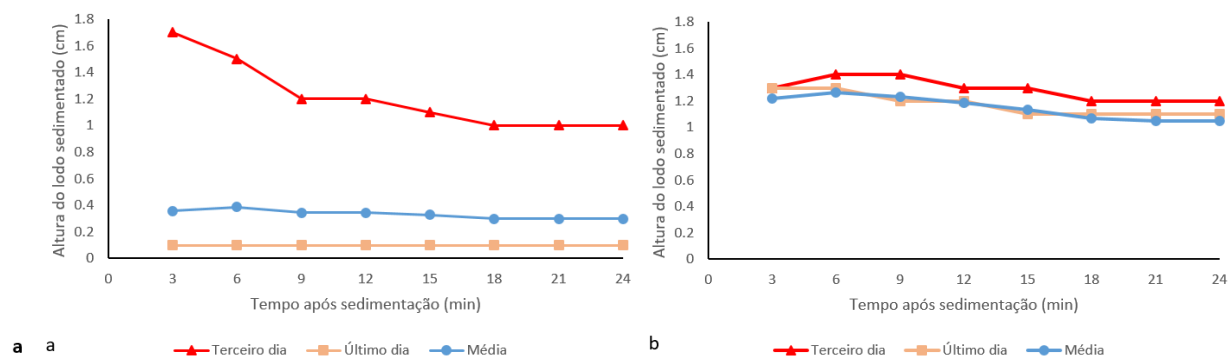 1.8
1.6
1.4
1.2
1
0.8
0.6
0.4
0.2
0
Altura do lodo sedimentado (cm)
0 3 6 9 12 15 18 21 24
Tempo após sedimentação (min)
a a
Terceiro dia Último dia Média
1.8
1.6
1.4
1.2
1
0.8
0.6
0.4
0.2
0
Altura do lodo sedimentado (cm)
0 3 6 9 12 15 18 21 24
Tempo após sedimentação (min)
b
Terceiro dia Último dia Média